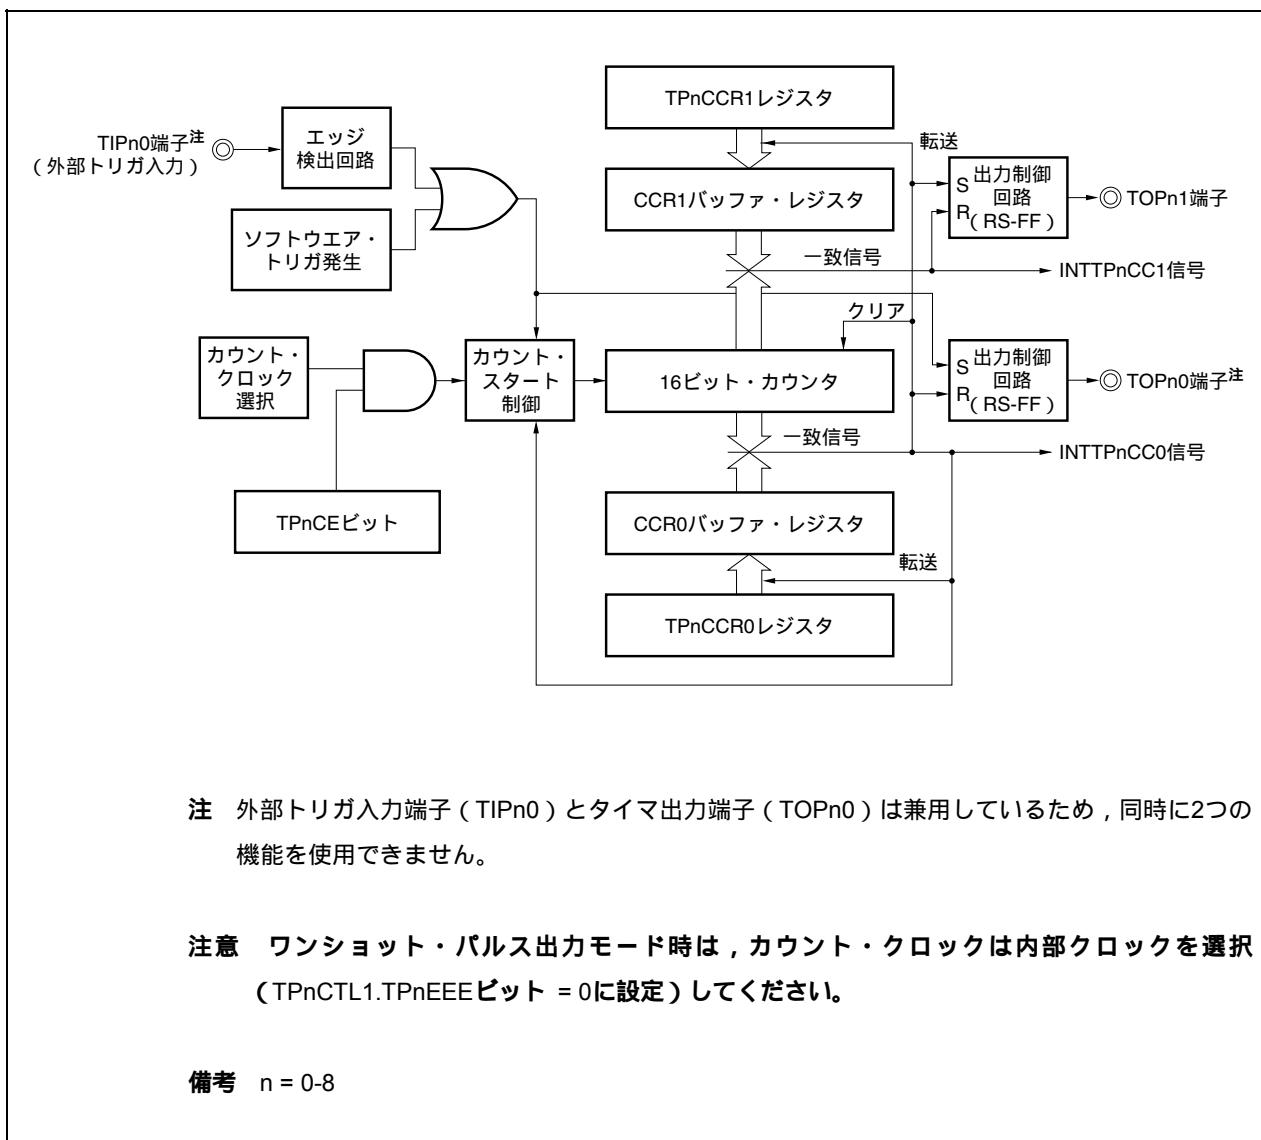 TPnCCR1レジスタ
TIPn0端子注
(外部トリガ入力)
エッジ
検出回路
転送
CCR1バッファ・レジスタ
S
R
出力制御
回路
(RS-FF)
TOPn1端子
ソフトウエア・
トリガ発生
一致信号
INTTPnCC1信号
クリア
カウント・
クロック
選択
カウント・
スタート
制御
16ビット・カウンタ
S
R
出力制御
回路
(RS-FF)
TOPn0端子注
一致信号
INTTPnCC0信号
TPnCEビット
CCR0バッファ・レジスタ
転送
TPnCCR0レジスタ
注 外部トリガ入力端子(TIPn0)とタイマ出力端子(TOPn0)は兼用しているため,同時に2つの
機能を使用できません。
注意 ワンショット・パルス出力モード時は,カウント・クロックは内部クロックを選択
(TPnCTL1.TPnEEEビット = 0に設定)してください。
備考 n = 0-8